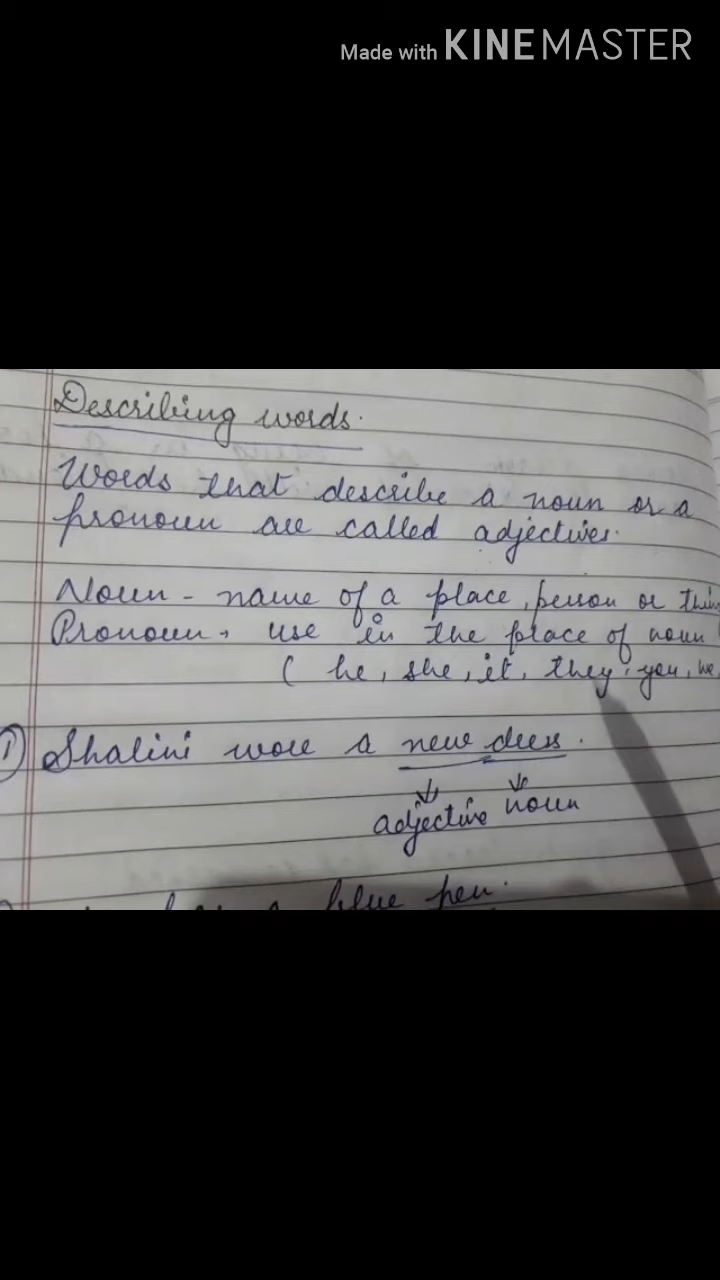 Made with KINEMASTER
Describing words.
Words that describe a noun or a
pronoun are called adjectives.
Noun - name of a place, person or thin
Pronoun → use in the place of noun
( he, she, it, they, you, we,
1) Shalini wore a new dress.
adjective noun
a blue pen.